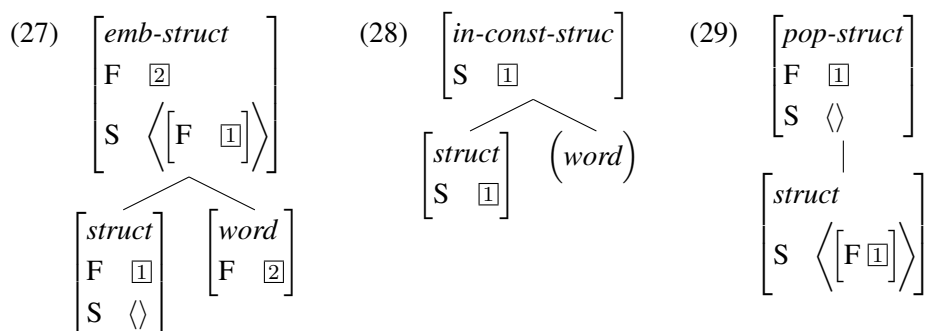 (27) emb-struct
F 2
S ⟨[F 1]⟩
struct
F 1
S ⟨⟩
word
F 2
(28) in-const-struc
S 1
struct
S 1
(word)
(29) pop-struct
F 1
S ⟨⟩
struct
S ⟨[F 1]⟩